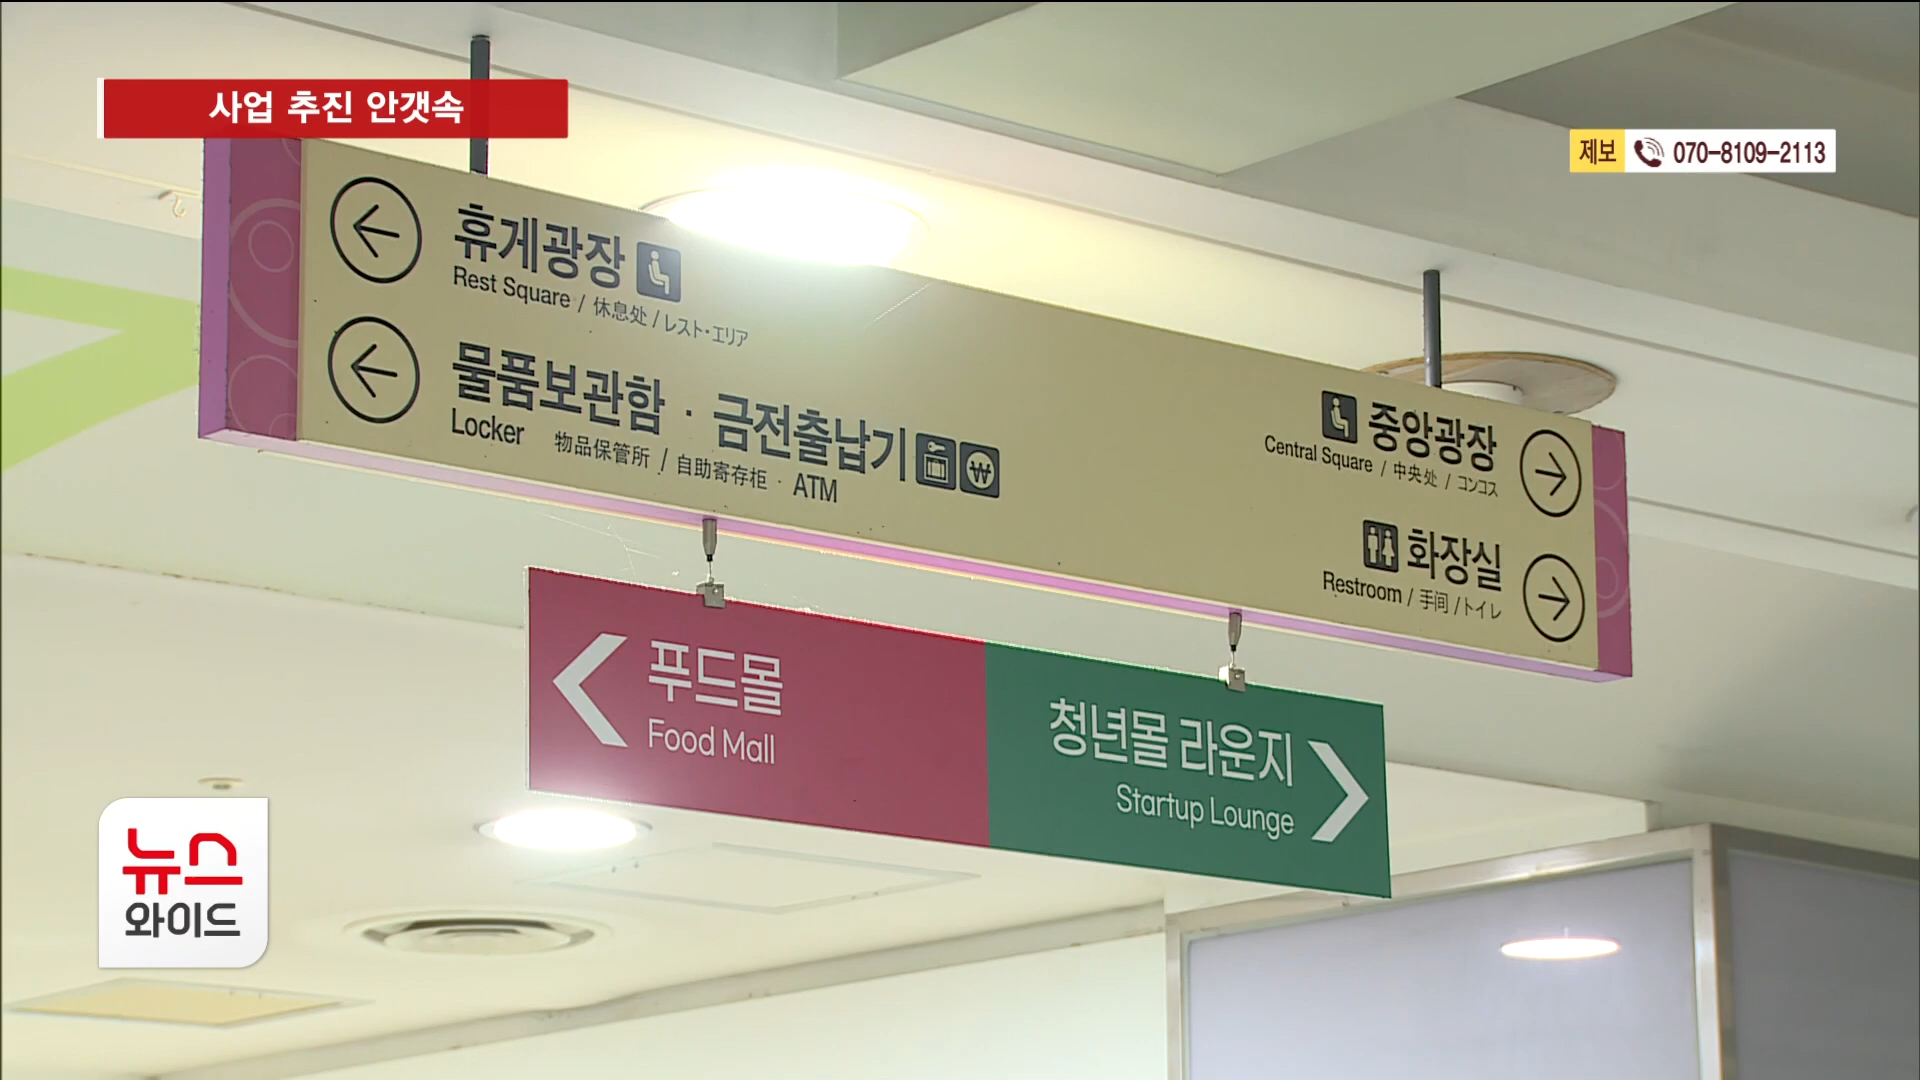 사업 추진 안갯속
제보 070-8109-2113
휴게광장
Rest Square / 休息处 / レスト・エリア
물품보관함 · 금전출납기
Locker 物品保管所 / 自助寄存柜 · ATM
중앙광장
Central Square / 中央处 / コンコス
화장실
Restroom / 手间 / トイレ
푸드몰
Food Mall
청년몰 라운지
Startup Lounge
뉴스
와이드